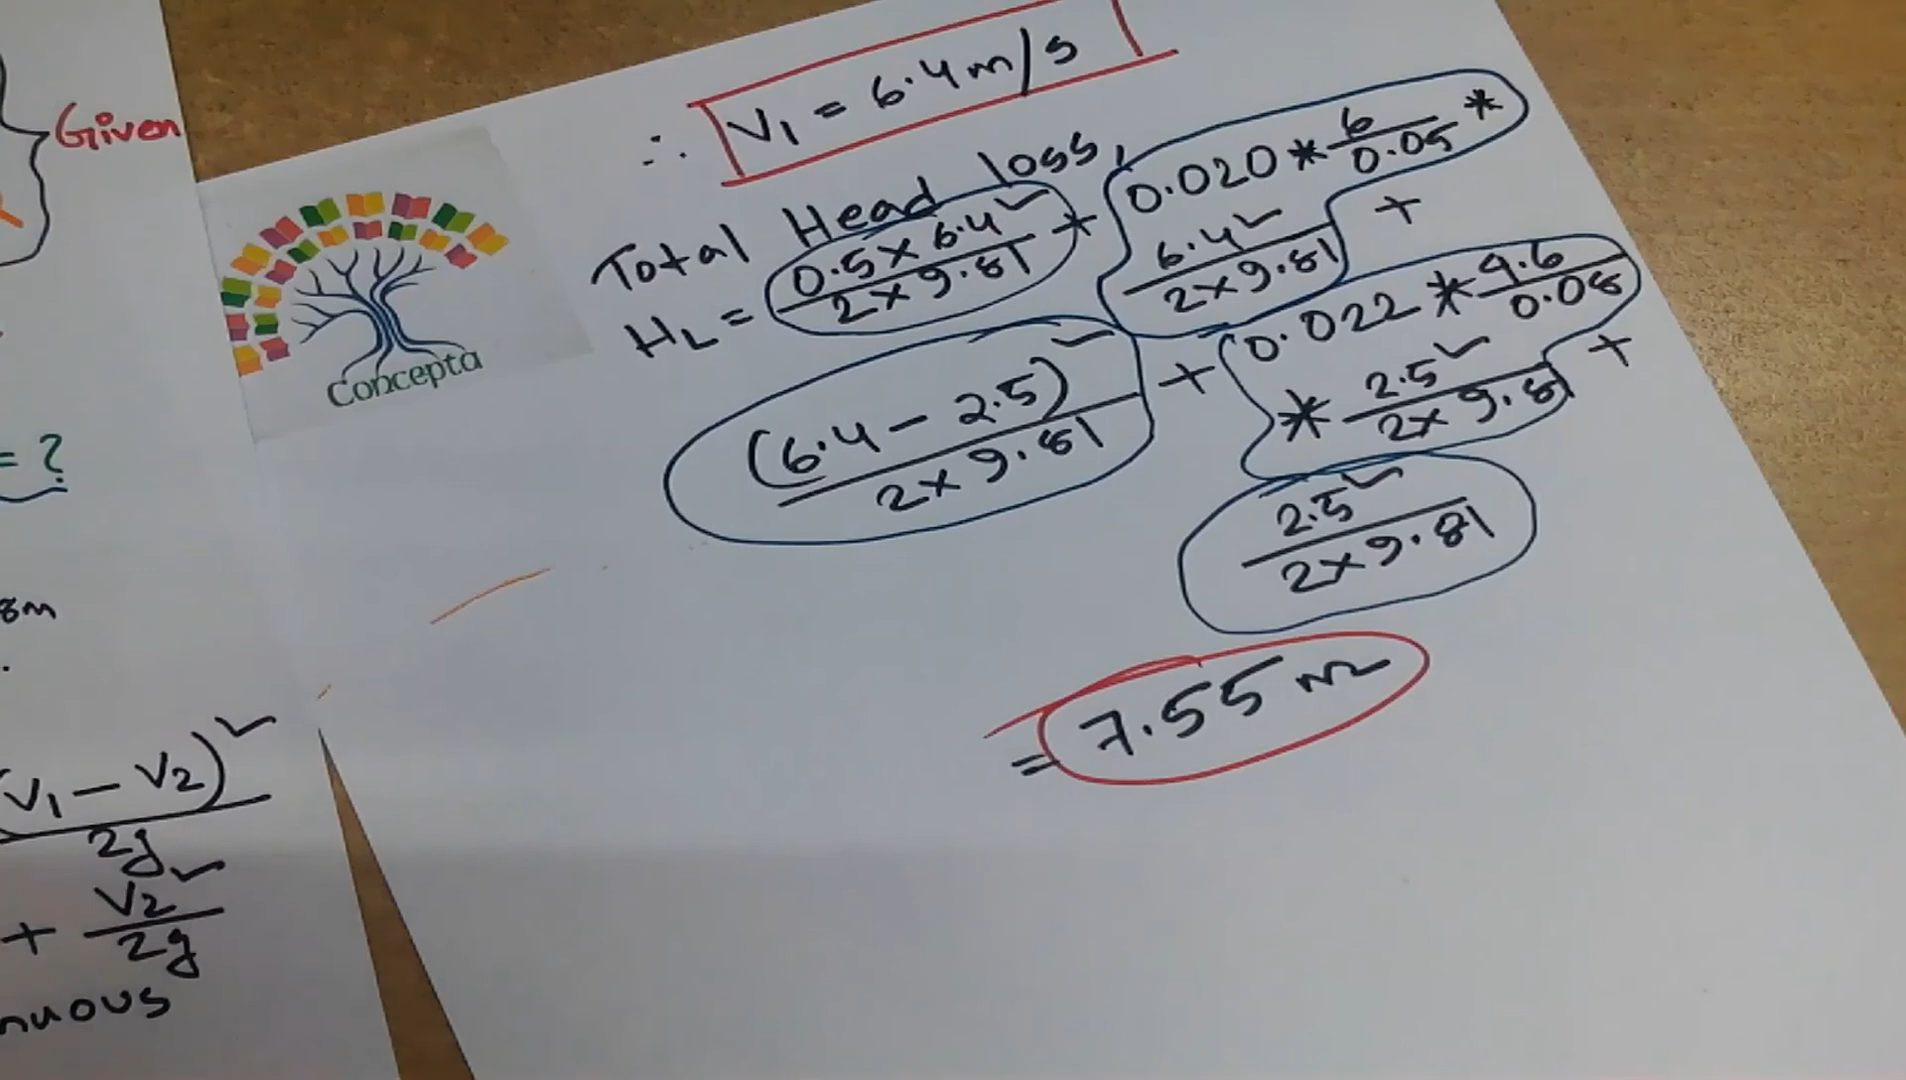 Given
= ?
8m
(V1 - V2)²
2g
+ V2²
2g
nuous
Concepta
∴ V1 = 6.4 m/s
Total Head loss,
HL = 0.5 × 6.4² / 2 × 9.81 + 0.020 * 6 / 0.05 *
6.4² / 2 × 9.81 +
(6.4 - 2.5)² / 2 × 9.81 + 0.022 * 9.6 / 0.08
* 2.5² / 2 × 9.81 +
2.5² / 2 × 9.81
= 7.55 m